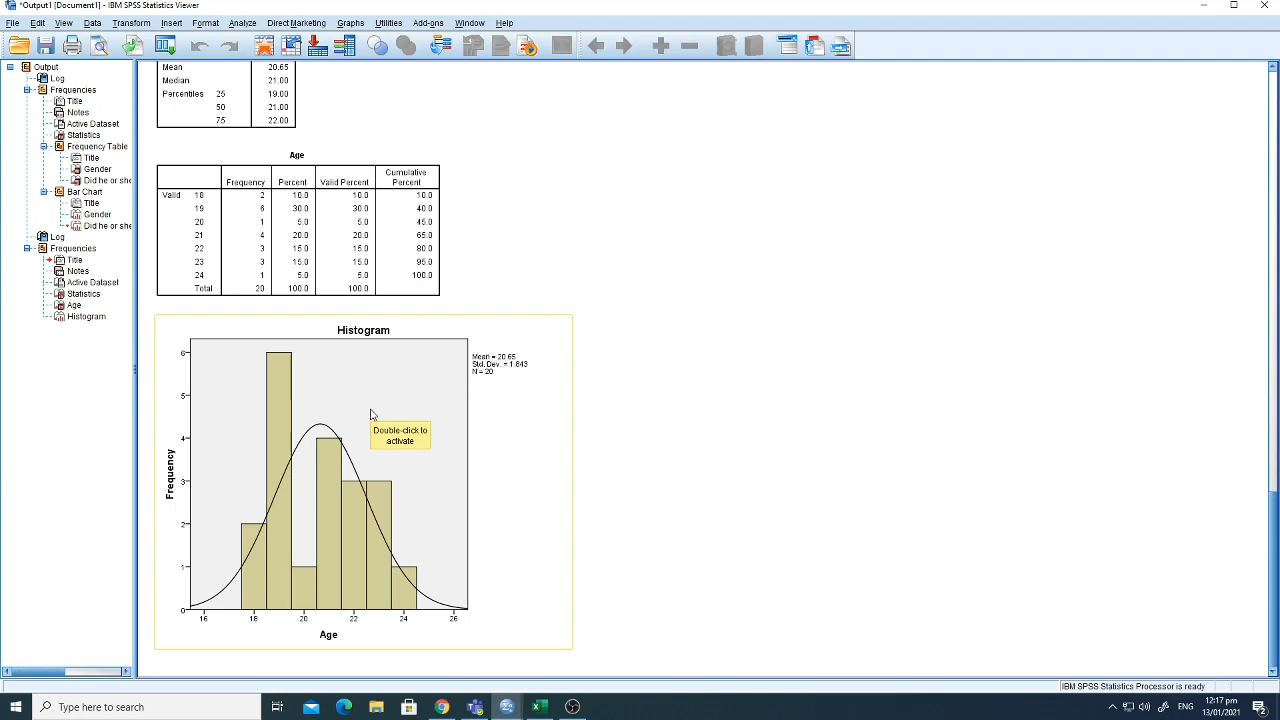 *Output1 [Document1] - IBM SPSS Statistics Viewer
File Edit View Data Transform Insert Format Analyze Direct Marketing Graphs Utilities Add-ons Window Help
Output
Log
Frequencies
Title
Notes
Active Dataset
Statistics
Frequency Table
Title
Gender
Did he or she
Bar Chart
Title
Gender
Did he or she
Log
Frequencies
Title
Notes
Active Dataset
Statistics
Age
Histogram
Mean 20.65
Median 21.00
Percentiles 25 19.00
50 21.00
75 22.00
Age
Frequency Percent Valid Percent Cumulative Percent
Valid 18 2 10.0 10.0 10.0
19 6 30.0 30.0 40.0
20 1 5.0 5.0 45.0
21 4 20.0 20.0 65.0
22 3 15.0 15.0 80.0
23 3 15.0 15.0 95.0
24 1 5.0 5.0 100.0
Total 20 100.0 100.0
Histogram
Mean = 20.65
Std. Dev. = 1.843
N = 20
6
5
4
3
2
1
0
Frequency
Double-click to
activate
16 18 20 22 24 26
Age
IBM SPSS Statistics Processor is ready
Type here to search
ENG
12:17 pm
13/01/2021